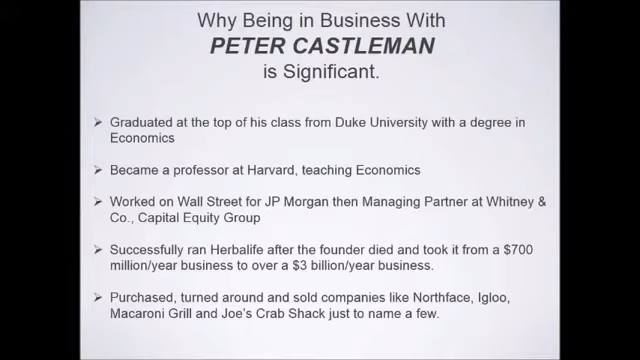 Why Being in Business With
PETER CASTLEMAN
is Significant.
➤ Graduated at the top of his class from Duke University with a degree in
Economics
➤ Became a professor at Harvard, teaching Economics
➤ Worked on Wall Street for JP Morgan then Managing Partner at Whitney &
Co., Capital Equity Group
➤ Successfully ran Herbalife after the founder died and took it from a $700
million/year business to over a $3 billion/year business.
➤ Purchased, turned around and sold companies like Northface, Igloo,
Macaroni Grill and Joe's Crab Shack just to name a few.